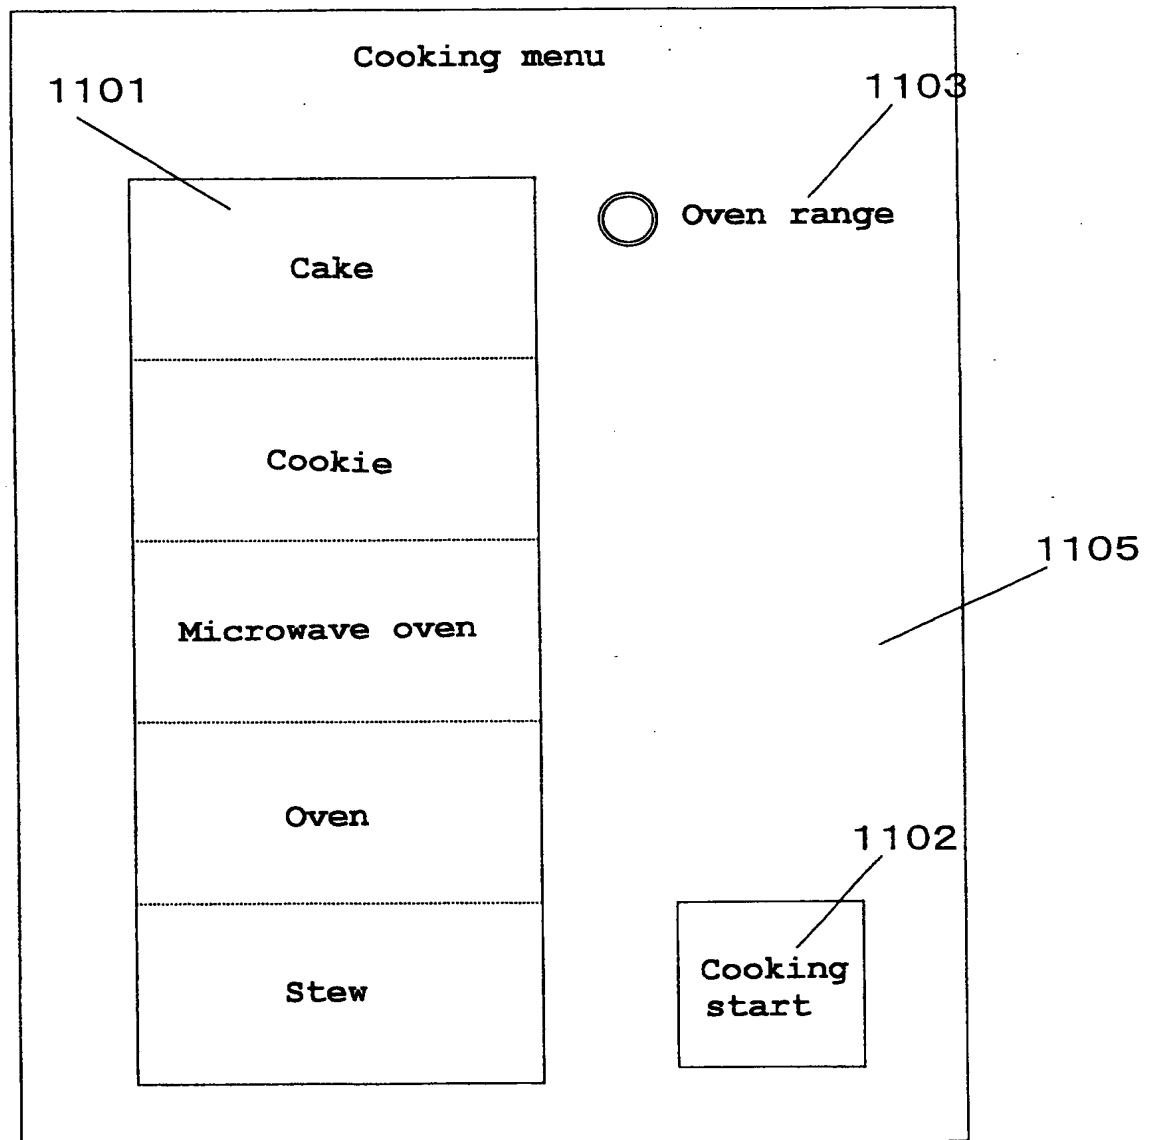 Cooking menu
1101
1103
Oven range
Cake
Cookie
1105
Microwave oven
Oven
1102
Cooking
start
Stew